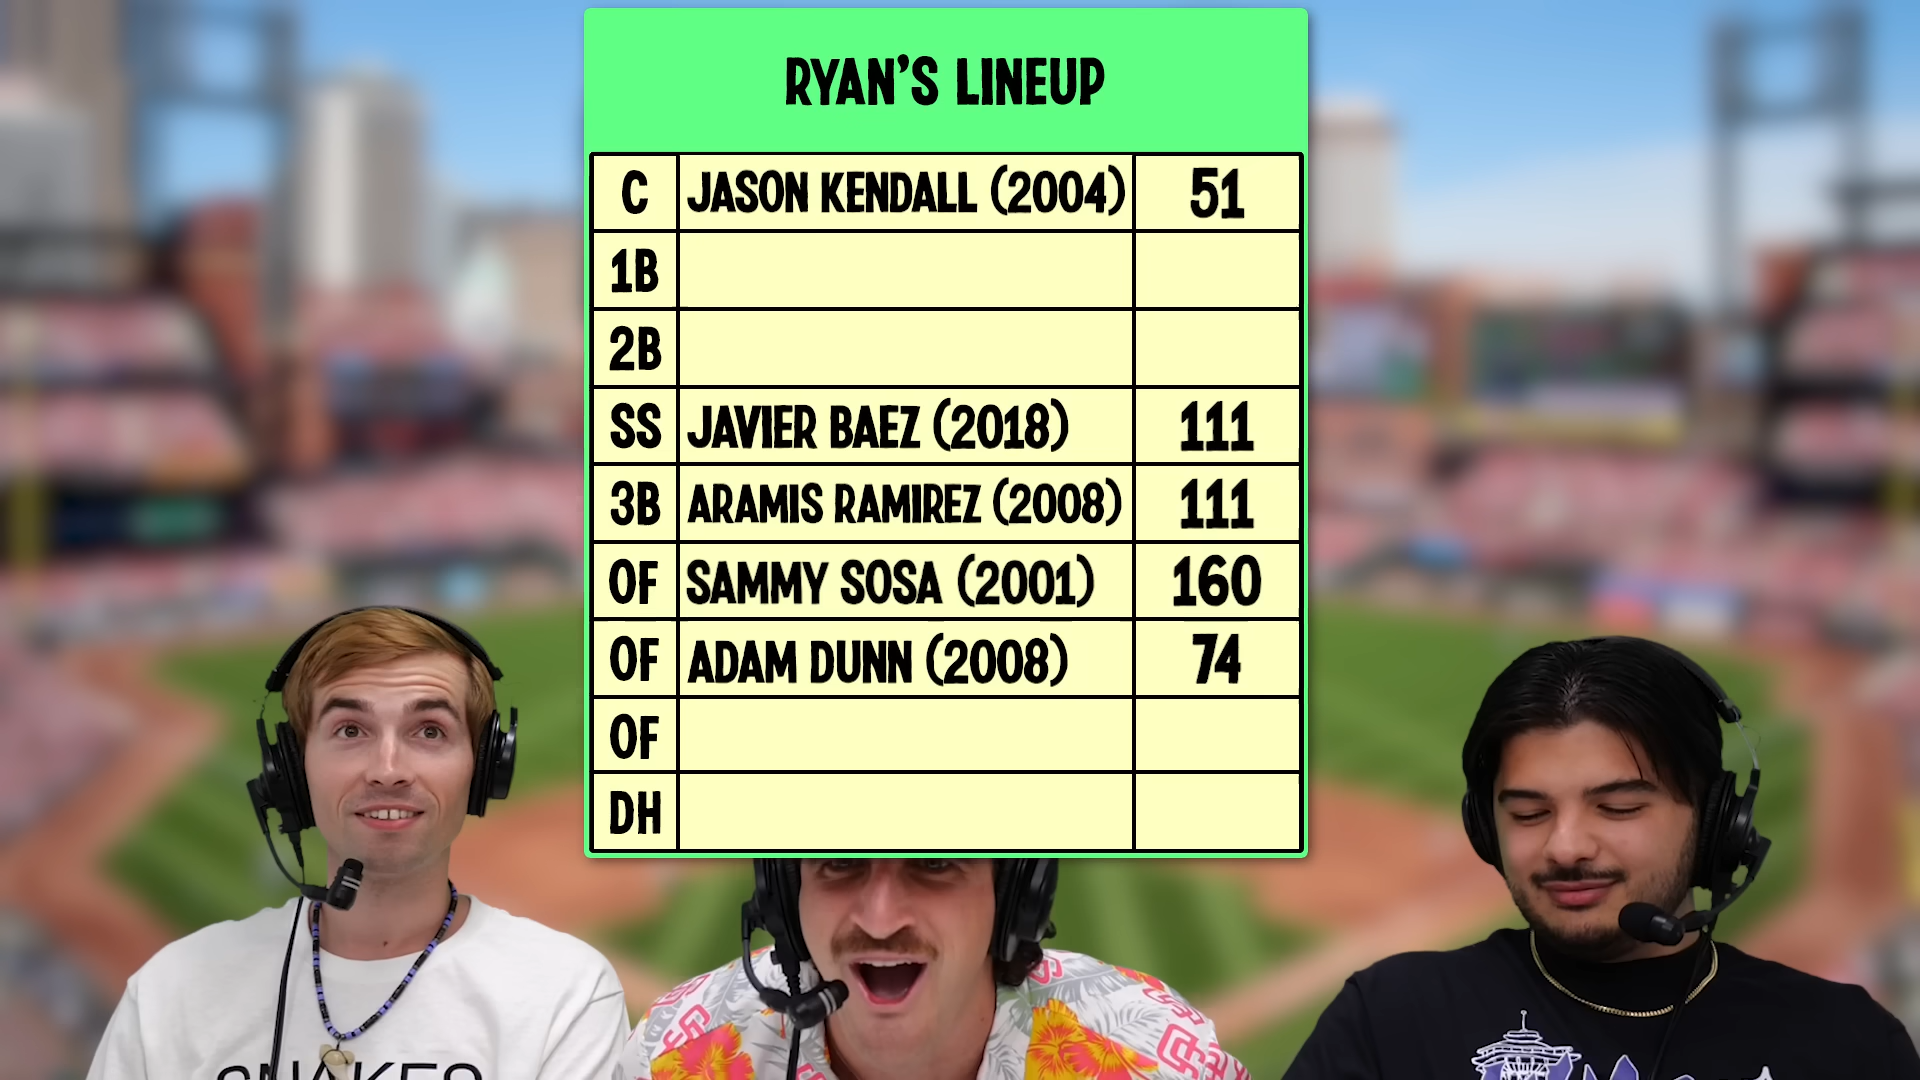 RYAN'S LINEUP
C JASON KENDALL (2004) 51
1B
2B
SS JAVIER BAEZ (2018) 111
3B ARAMIS RAMIREZ (2008) 111
OF SAMMY SOSA (2001) 160
OF ADAM DUNN (2008) 74
OF
DH
SNAKES